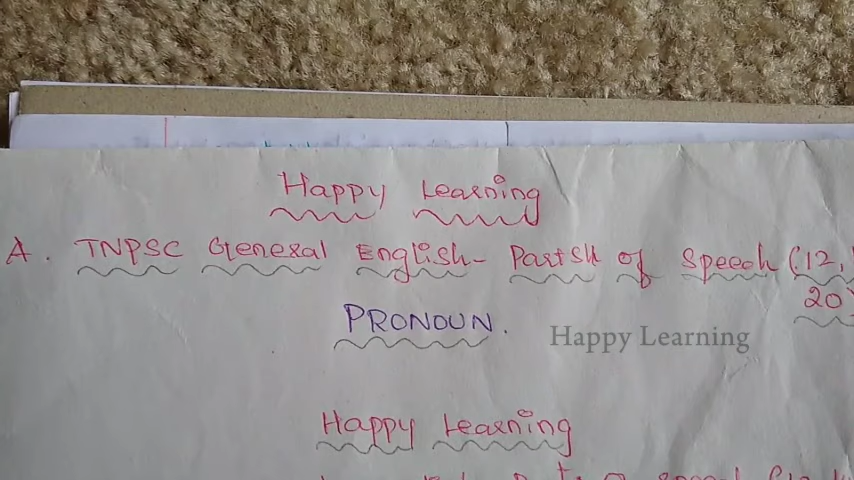 Happy Learning
A. TNPSC General English- Parts of Speech (12,
20
PRONOUN.
Happy Learning
Happy Learning